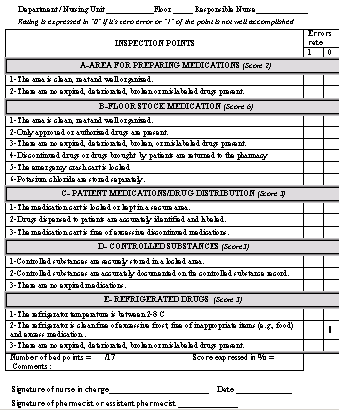 Department / Nursing Unit____________ Floor _____ Responsible Nurse____________
Rating is expressed in "0" if it's zero error or "1" of the point is not well accomplished
INSPECTION POINTS
Errors rate
1 0
A-AREA FOR PREPARING MEDICATIONS (Score 2)
1-The area is clean, neat and well organized.
2-There are no expired, deteriorated, broken or mislabeled drugs present.
B-FLOOR STOCK MEDICATION (Score 6)
1-The area is clean, neat and well organized.
2-Only approved or authorized drugs are present.
3-There are no expired, deteriorated, broken, or mislabeled drugs present.
4-Discontinued drugs or drugs brought by patients are returned to the pharmacy
5-The emergency crash cart is locked
6-Potassium chloride are stored separately.
C- PATIENT MEDICATIONS/DRUG DISTRIBUTION (Score 3)
1-The medication cart is locked or kept in a secure area.
2-Drugs dispensed to patients are accurately identified and labeled.
3-The medication cart is free of excessive discontinued medications.
D- CONTROLLED SUBSTANCES (Score 3)
1-Controlled substances are securely stored in a locked area.
2-Controlled substances are accurately documented on the controlled substance record.
3-There are no expired medications.
E- REFRIGERATED DRUGS (Score 3)
1-The refrigerator temperature is between 2-8 C
2-The refrigerator is clean free of excessive frost, free of inappropriate items (e.g., food)
and excess medication.
1
3-There are no expired, deteriorated, broken or mislabeled drugs present.
Number of bed points = /17 Score expressed in % =
Comments :
Signature of nurse in charge____________________ Date ____________
Signature of pharmacist or assistant pharmacist ____________